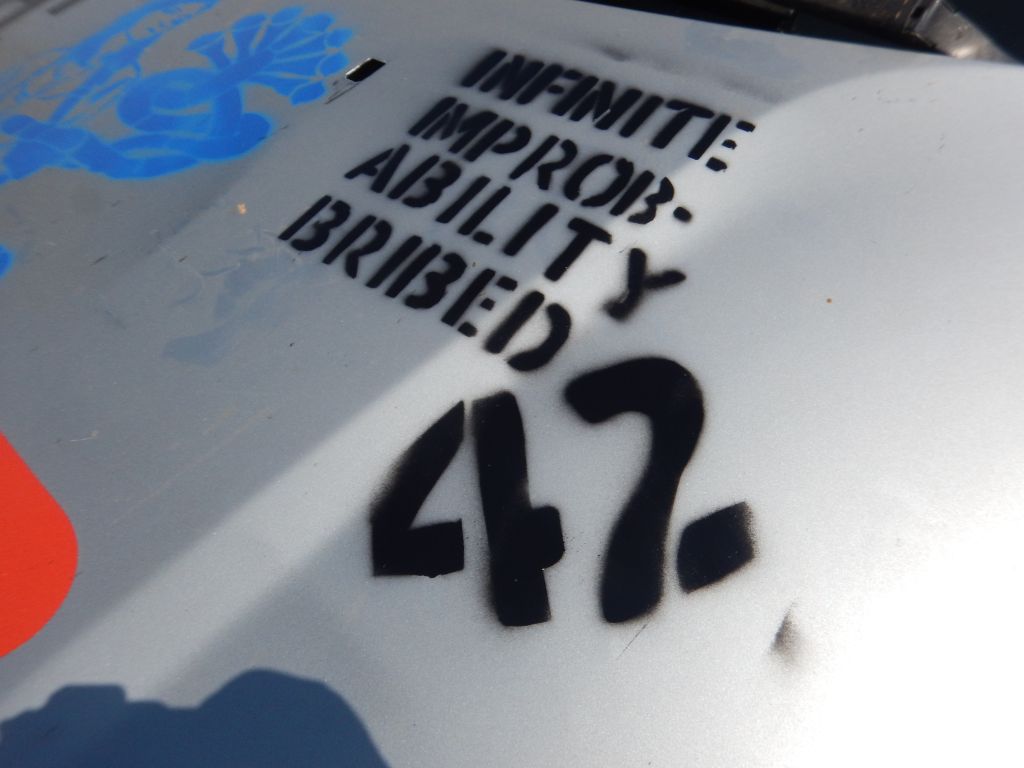 INFINITE
IMPROB-
ABILITY
BRIBED
42